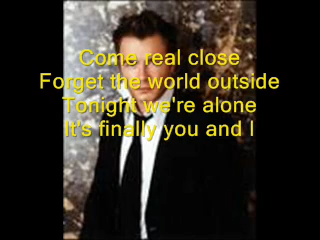 Come real close
Forget the world outside
Tonight we're alone
It's finally you and I